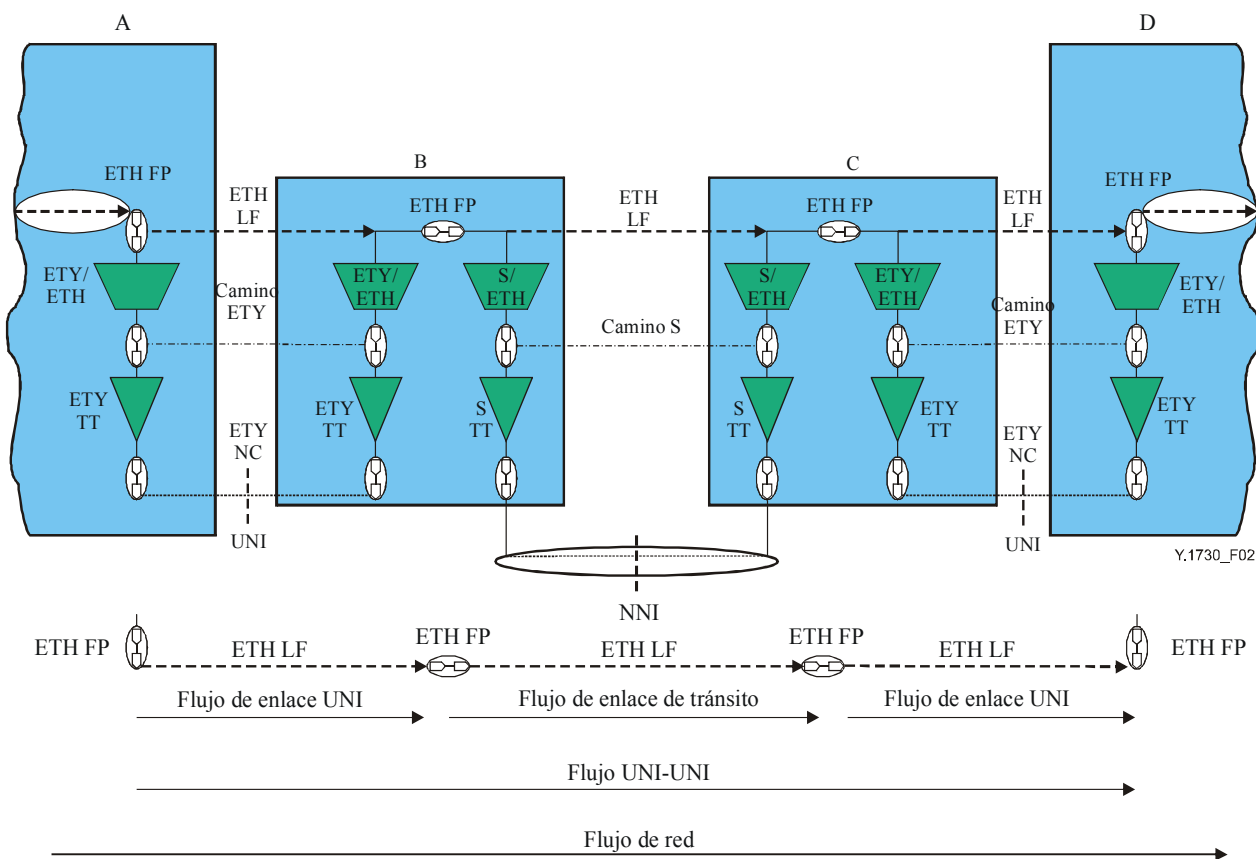 A
D
B
C
ETH FP
ETH
LF
ETH FP
ETH
LF
ETH FP
ETH
LF
ETH FP
ETY/
ETH
Camino
ETY
ETY/
ETH
S/
ETH
Camino S
S/
ETH
ETY/
ETH
Camino
ETY
ETY/
ETH
ETY
TT
ETY
TT
S
TT
S
TT
ETY
TT
ETY
TT
ETY
NC
ETY
NC
UNI
UNI
NNI
Y.1730_F02
ETH FP
ETH LF
ETH FP
ETH LF
ETH FP
ETH LF
ETH FP
Flujo de enlace UNI
Flujo de enlace de tránsito
Flujo de enlace UNI
Flujo UNI-UNI
Flujo de red